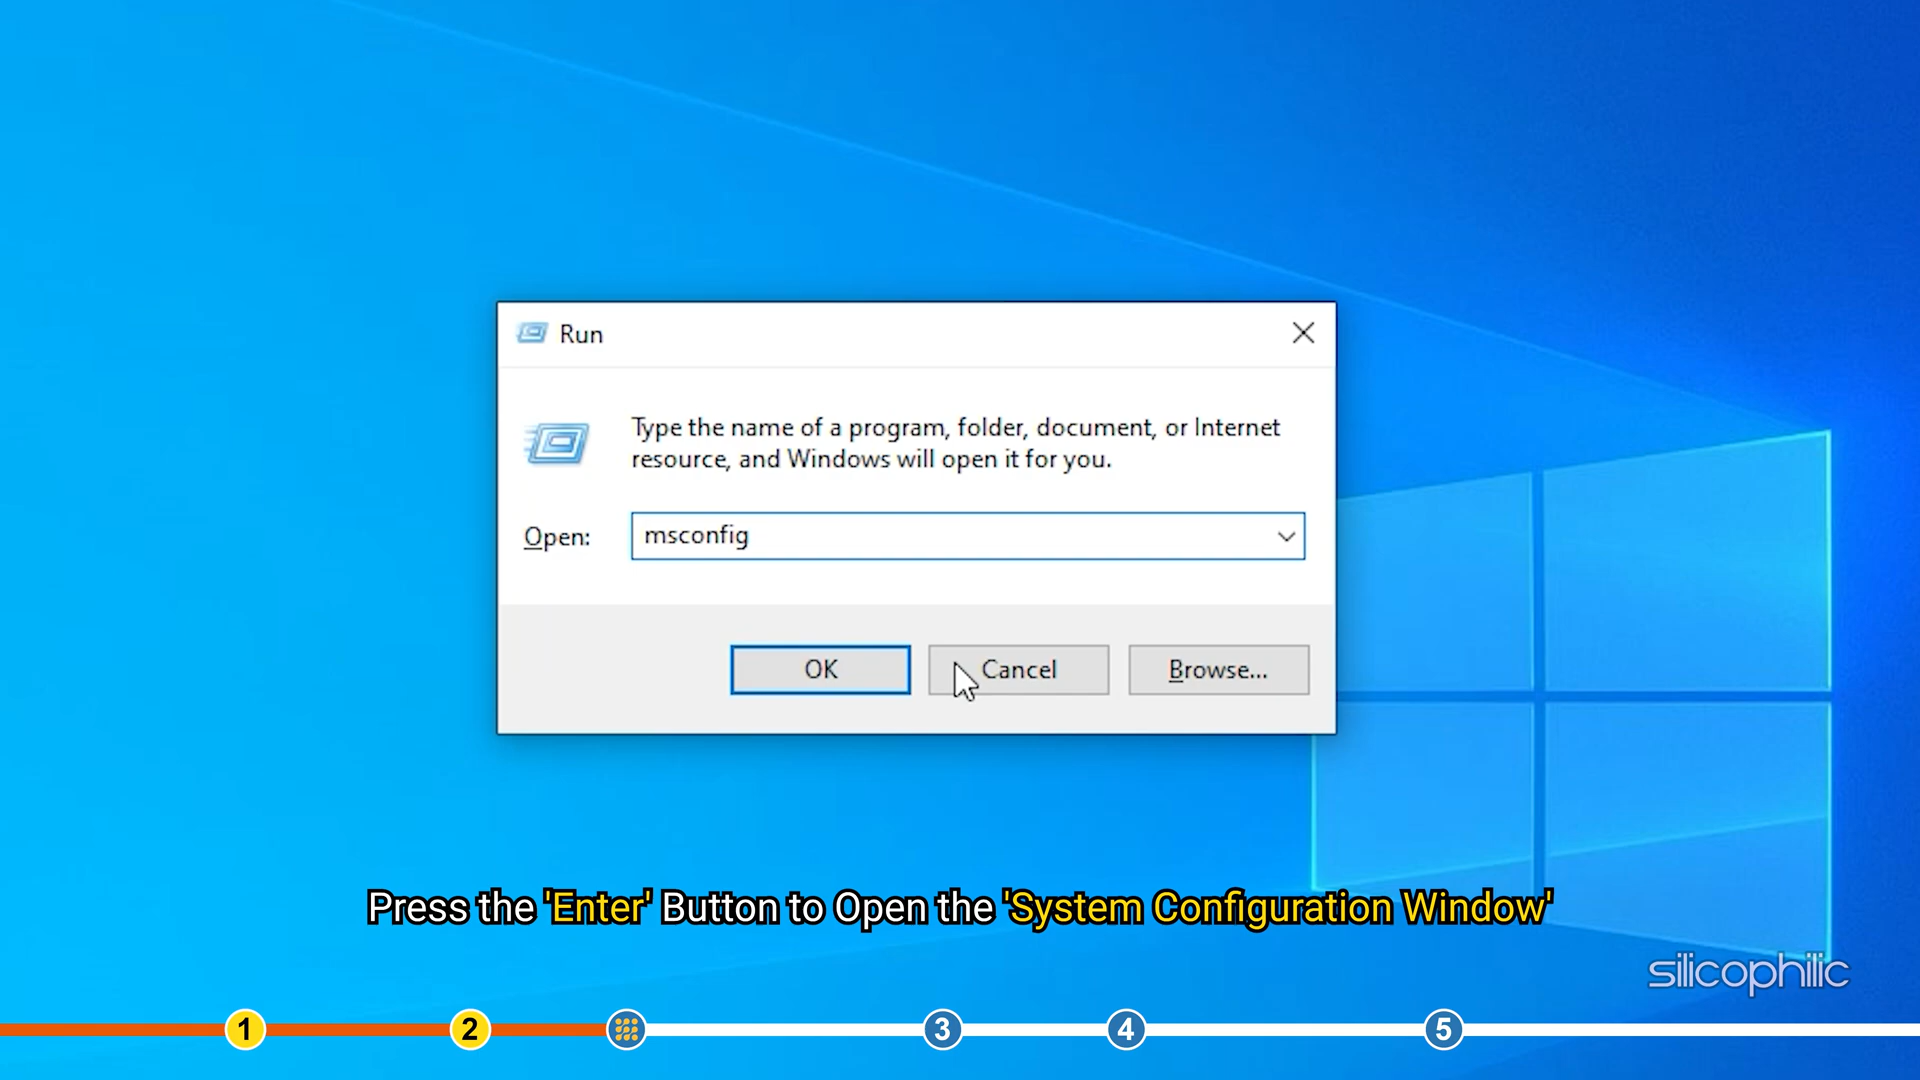 Run
Type the name of a program, folder, document, or Internet
resource, and Windows will open it for you.
Open:
msconfig
OK
Cancel
Browse...
Press the 'Enter' Button to Open the 'System Configuration Window'
silicophilic
1
2
3
4
5